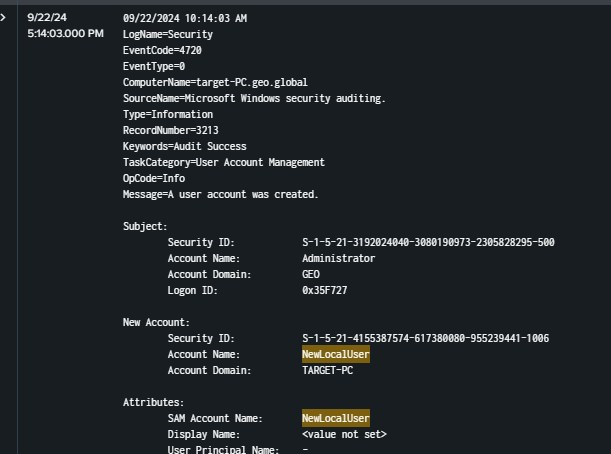 9/22/24
5:14:03.000 PM
09/22/2024 10:14:03 AM
LogName=Security
EventCode=4720
EventType=0
ComputerName=target-PC.geo.global
SourceName=Microsoft Windows security auditing.
Type=Information
RecordNumber=3213
Keywords=Audit Success
TaskCategory=User Account Management
OpCode=Info
Message=A user account was created.
Subject:
Security ID: S-1-5-21-3192024040-3080190973-2305828295-500
Account Name: Administrator
Account Domain: GEO
Logon ID: 0x35F727
New Account:
Security ID: S-1-5-21-4155387574-617380080-955239441-1006
Account Name: NewLocalUser
Account Domain: TARGET-PC
Attributes:
SAM Account Name: NewLocalUser
Display Name: <value not set>
User Principal Name: -